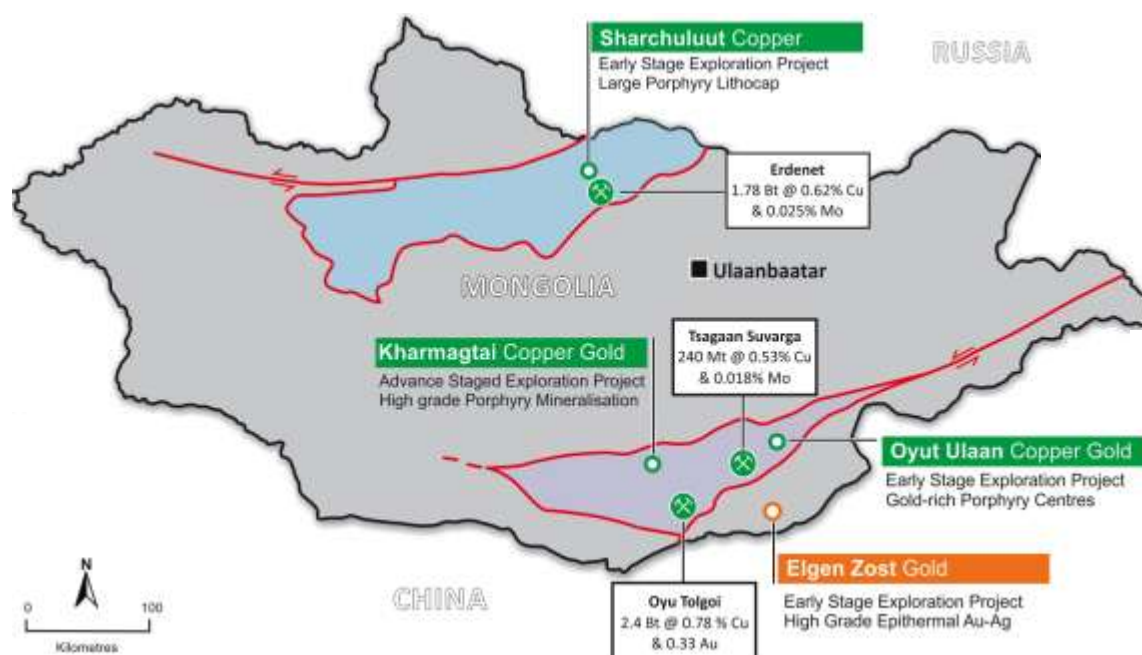 Sharchuluut Copper
Early Stage Exploration Project
Large Porphyry Lithocap
RUSSIA
Erdenet
1.78 Bt @ 0.62% Cu
& 0.025% Mo
Ulaanbaatar
MONGOLIA
Tsagaan Suvarga
240 Mt @ 0.53% Cu
& 0.018% Mo
Kharmagtai Copper Gold
Advance Staged Exploration Project
High grade Porphyry Mineralisation
Oyut Ulaan Copper Gold
Early Stage Exploration Project
Gold-rich Porphyry Centres
Elgen Zost Gold
Early Stage Exploration Project
High Grade Epithermal Au-Ag
Oyu Tolgoi
2.4 Bt @ 0.78 % Cu
& 0.33 Au
CHINA
N
0 100
Kilometres